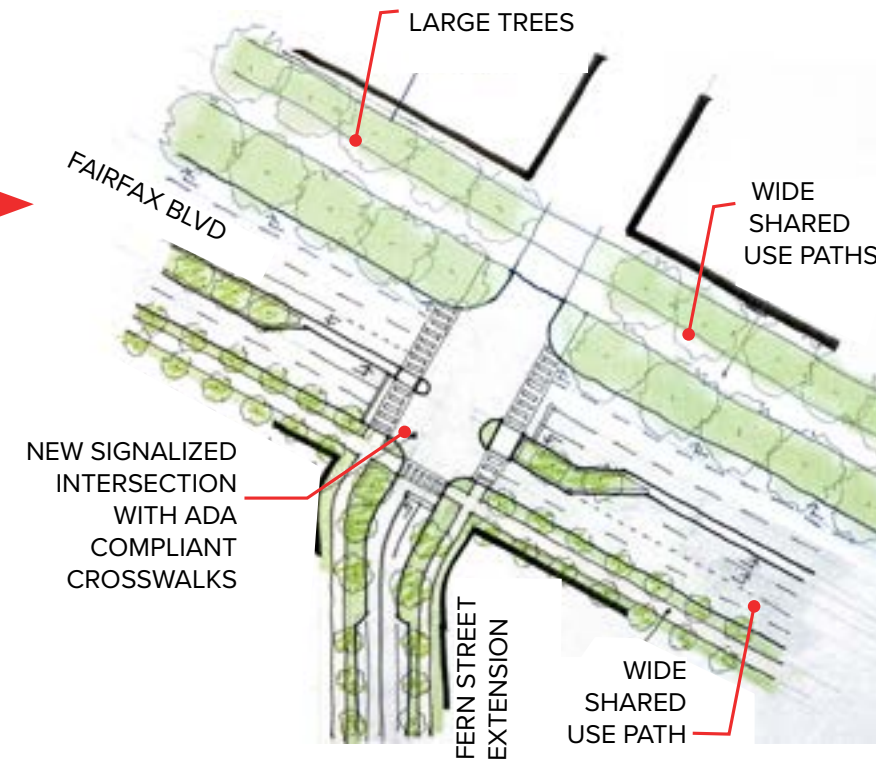 LARGE TREES
FAIRFAX BLVD
WIDE
SHARED
USE PATHS
NEW SIGNALIZED
INTERSECTION
WITH ADA
COMPLIANT
CROSSWALKS
FERN STREET
EXTENSION
WIDE
SHARED
USE PATH